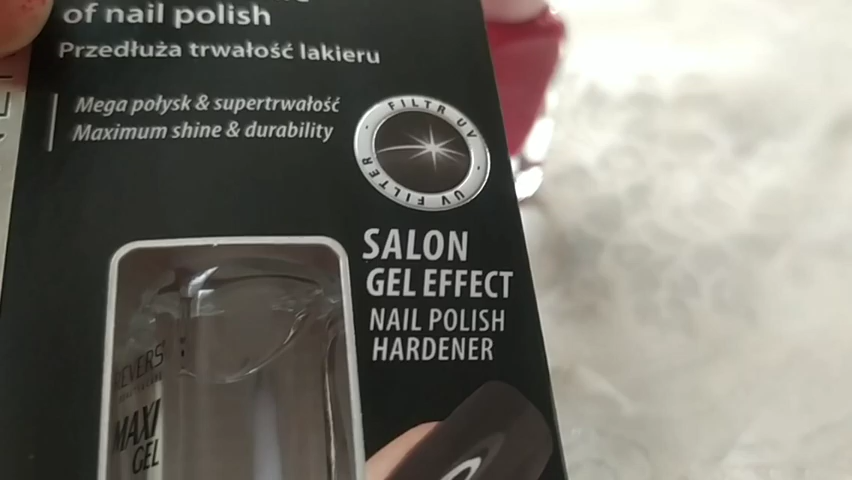 of nail polish
Przedłuża trwałość lakieru
Mega połysk & supertrwałość
Maximum shine & durability
FILTR UV
UV FILTER
SALON
GEL EFFECT
NAIL POLISH
HARDENER
REVERS
MAXI
GEL